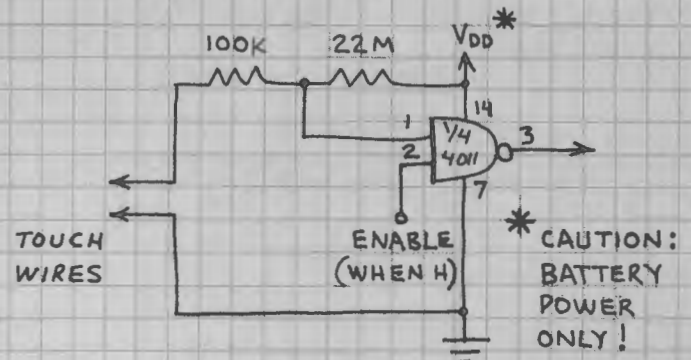 100K
22M
VDD*
14
1
1/4
3
2
4011
7
TOUCH
WIRES
ENABLE
(WHEN H)
* CAUTION:
BATTERY
POWER
ONLY!